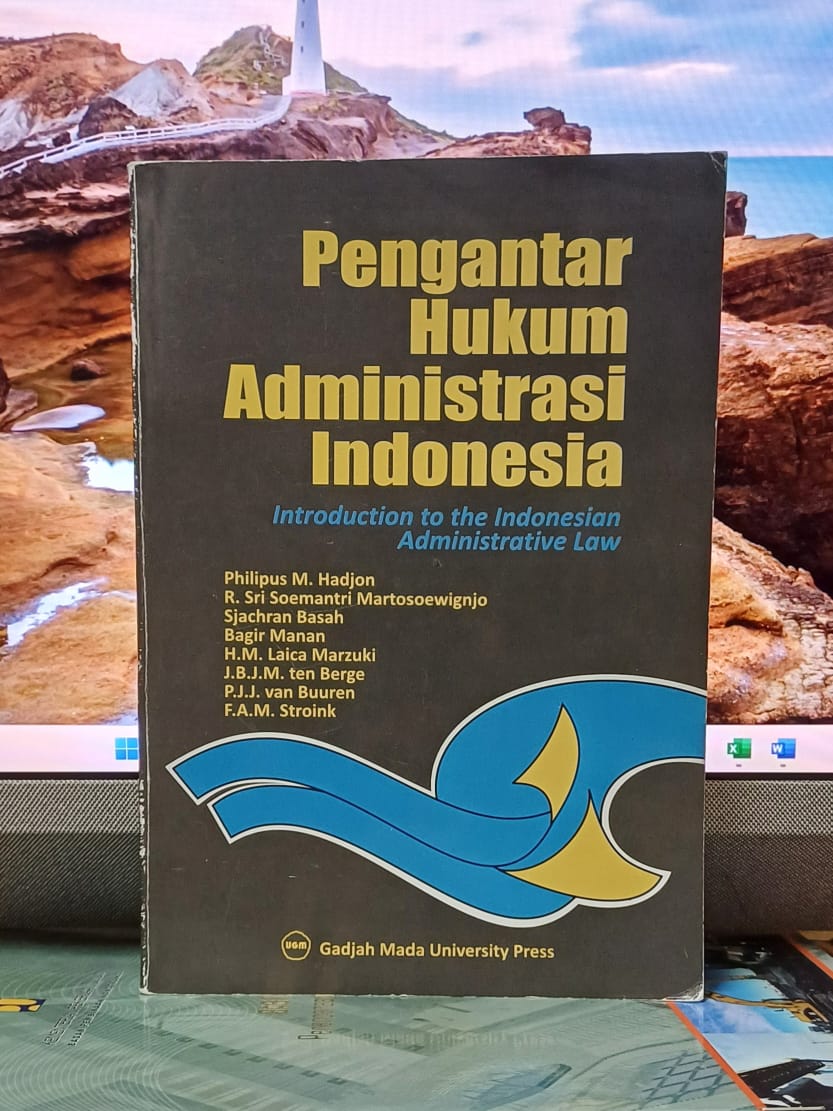 Pengantar
Hukum
Administrasi
Indonesia
Introduction to the Indonesian
Administrative Law
Philipus M. Hadjon
R. Sri Soemantri Martosoewignjo
Sjachran Basah
Bagir Manan
H.M. Laica Marzuki
J.B.J.M. ten Berge
P.J.J. van Buuren
F.A.M. Stroink
UGM
Gadjah Mada University Press